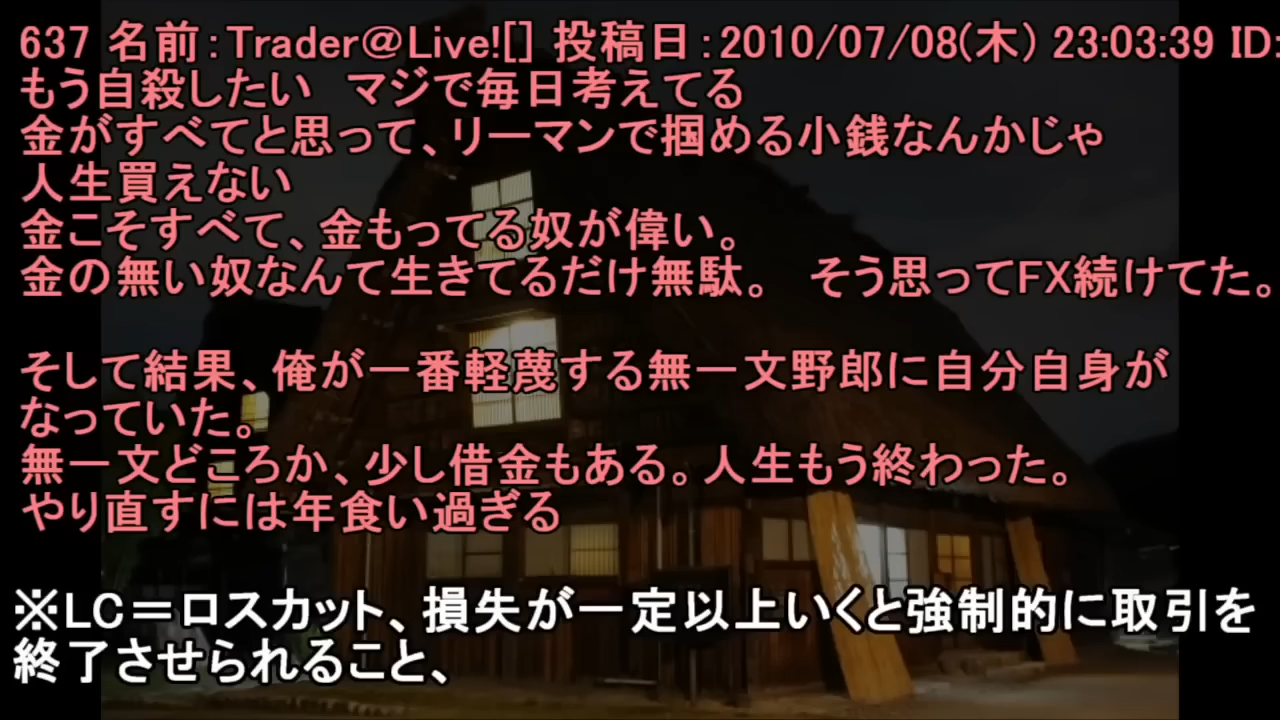 637 名前：Trader@Live![] 投稿日：2010/07/08(木) 23:03:39 ID:
もう自殺したい　マジで毎日考えてる
金がすべてと思って、リーマンで掴める小銭なんかじゃ
人生買えない
金こそすべて、金もってる奴が偉い。
金の無い奴なんて生きてるだけ無駄。　そう思ってFX続けてた。
そして結果、俺が一番軽蔑する無一文野郎に自分自身が
なっていた。
無一文どころか、少し借金もある。人生もう終わった。
やり直すには年食い過ぎる
※LC＝ロスカット、損失が一定以上いくと強制的に取引を
終了させられること、